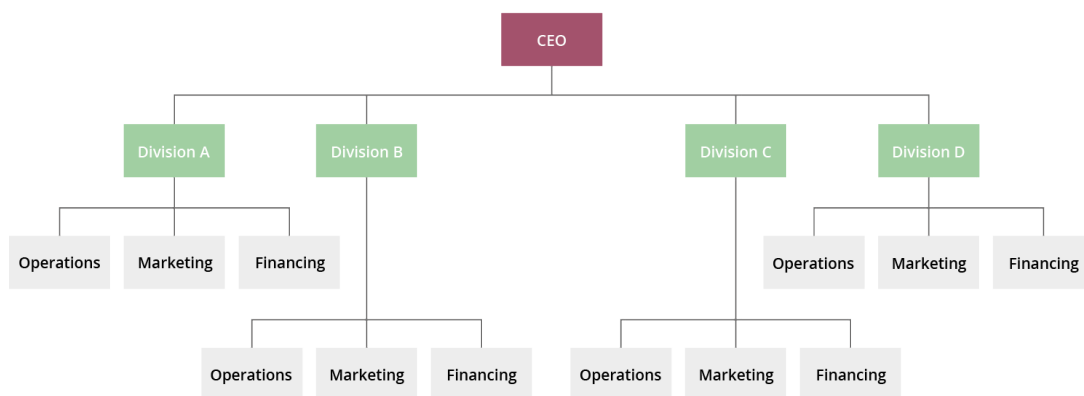 CEO
Division A
Division B
Division C
Division D
Operations
Marketing
Financing
Operations
Marketing
Financing
Operations
Marketing
Financing
Operations
Marketing
Financing